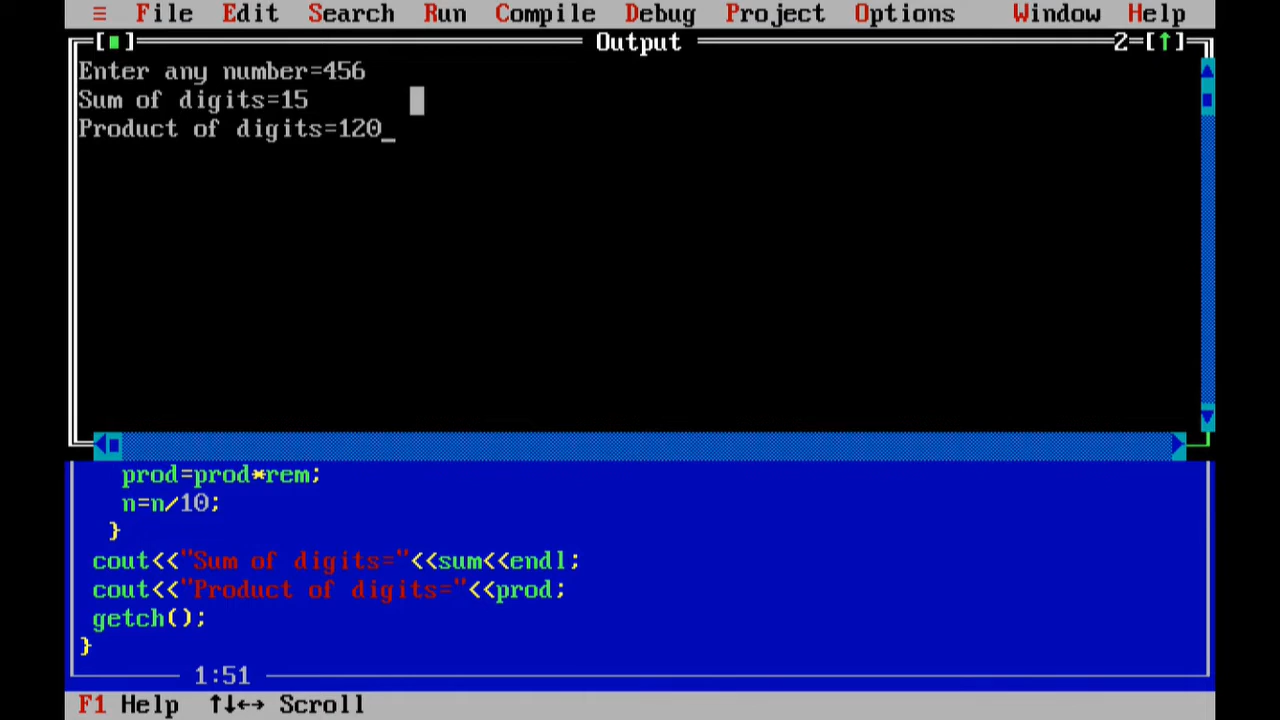 ≡ File Edit Search Run Compile Debug Project Options Window Help
[■] Output 2=[↑]
Enter any number=456
Sum of digits=15
Product of digits=120_
prod=prod*rem;
n=n/10;
}
cout<<"Sum of digits="<<sum<<endl;
cout<<"Product of digits="<<prod;
getch();
}
1:51
F1 Help ↑↓↔ Scroll